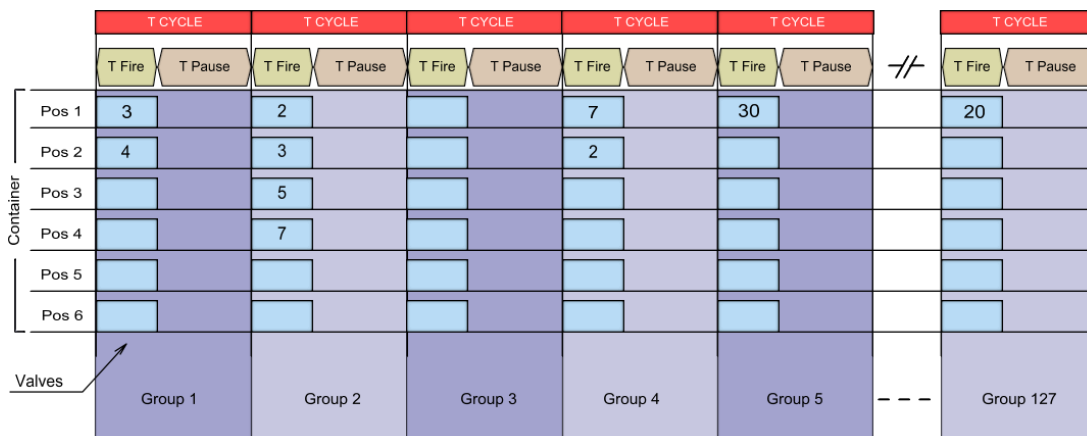 T CYCLE T CYCLE T CYCLE T CYCLE T CYCLE T CYCLE
T Fire T Pause T Fire T Pause T Fire T Pause T Fire T Pause T Fire T Pause T Fire T Pause
Container
Pos 1 3 2 7 30 20
Pos 2 4 3 2
Pos 3 5
Pos 4 7
Pos 5
Pos 6
Valves
Group 1 Group 2 Group 3 Group 4 Group 5 Group 127